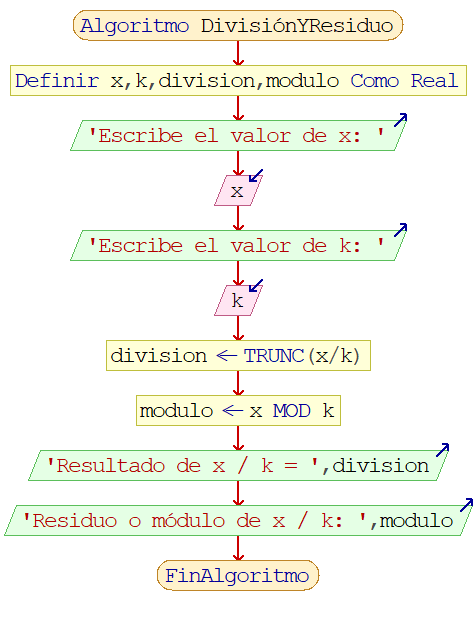 Algoritmo DivisiónYResiduo
Definir x,k,division,modulo Como Real
'Escribe el valor de x: '
x
'Escribe el valor de k: '
k
division ← TRUNC(x/k)
modulo ← x MOD k
'Resultado de x / k = ',division
'Residuo o módulo de x / k: ',modulo
FinAlgoritmo